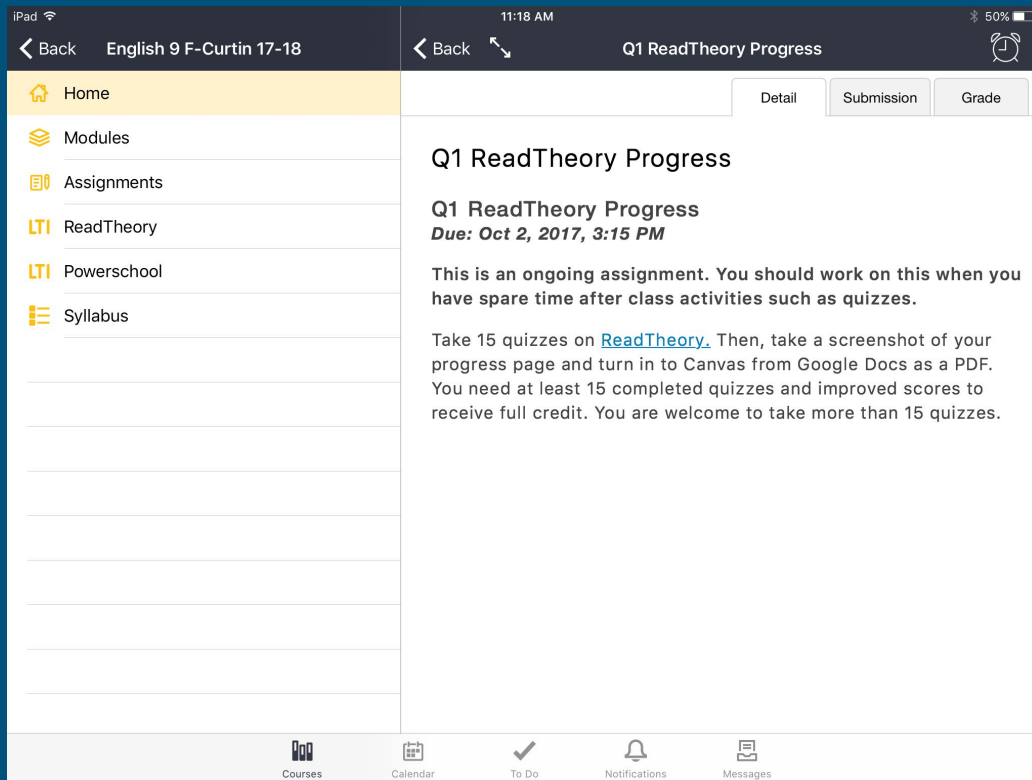 iPad
11:18 AM
50%
Back
English 9 F-Curtin 17-18
Back
Q1 ReadTheory Progress
Home
Modules
Assignments
LTI ReadTheory
LTI Powerschool
Syllabus
Detail
Submission
Grade
Q1 ReadTheory Progress
Q1 ReadTheory Progress
Due: Oct 2, 2017, 3:15 PM
This is an ongoing assignment. You should work on this when you
have spare time after class activities such as quizzes.
Take 15 quizzes on ReadTheory. Then, take a screenshot of your
progress page and turn in to Canvas from Google Docs as a PDF.
You need at least 15 completed quizzes and improved scores to
receive full credit. You are welcome to take more than 15 quizzes.
Courses
Calendar
To Do
Notifications
Messages